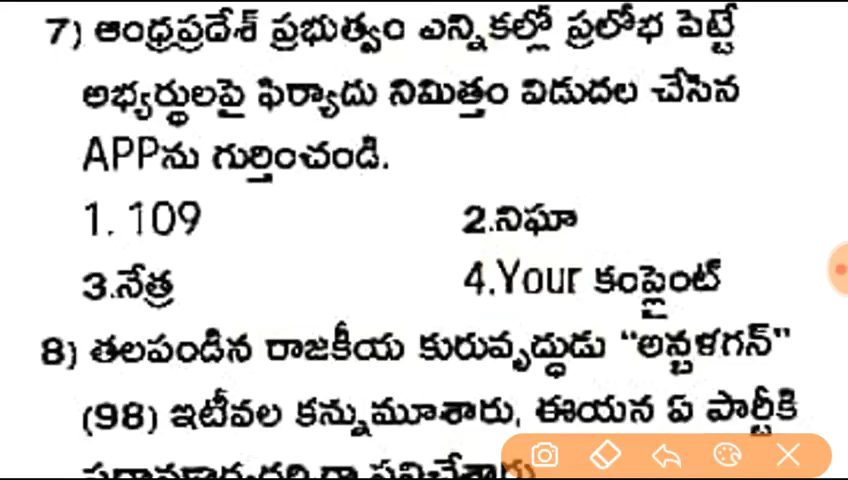 7) ఆంధ్రప్రదేశ్ ప్రభుత్వం ఎన్నికల్లో ప్రలోభ పెట్టే
అభ్యర్థులపై ఫిర్యాదు నిమిత్తం విడుదల చేసిన
APPను గుర్తించండి.
1. 109 2.నిఘా
3.నేత్ర 4.Your కంప్లైంట్
8) తలపండిన రాజకీయ కురువృద్ధుడు "అన్బళగన్"
(98) ఇటీవల కన్నుమూశారు, ఈయన ఏ పార్టీకి